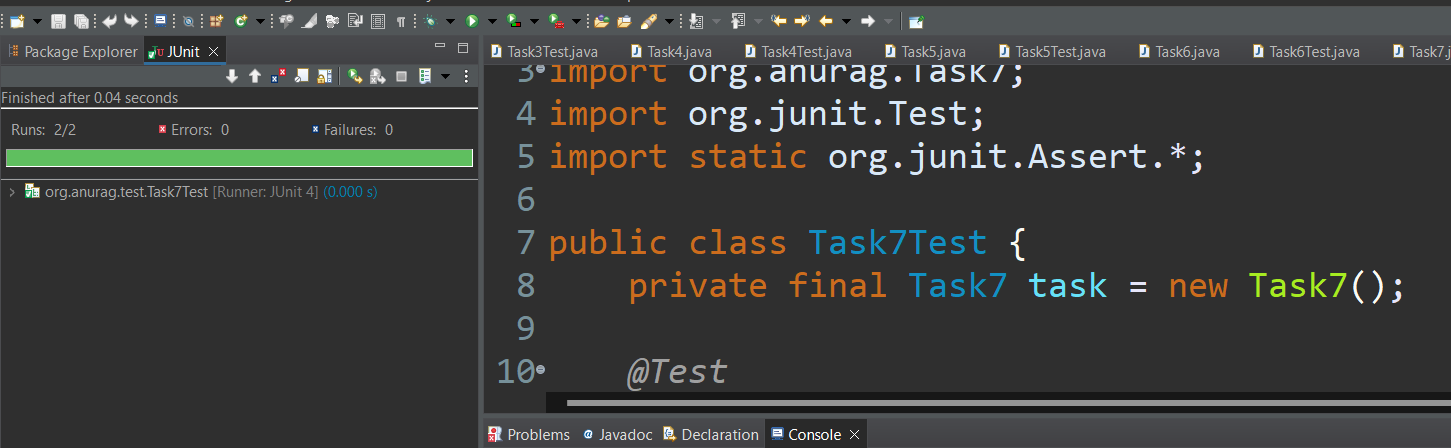 Package Explorer
JUnit
Finished after 0.04 seconds
Runs: 2/2
Errors: 0
Failures: 0
org.anurag.test.Task7Test [Runner: JUnit 4] (0.000 s)
Task3Test.java
Task4.java
Task4Test.java
Task5.java
Task5Test.java
Task6.java
Task6Test.java
Task7.j
3 import org.anurag.Task7;
4 import org.junit.Test;
5 import static org.junit.Assert.*;
6
7 public class Task7Test {
8 private final Task7 task = new Task7();
9
10 @Test
Problems
Javadoc
Declaration
Console